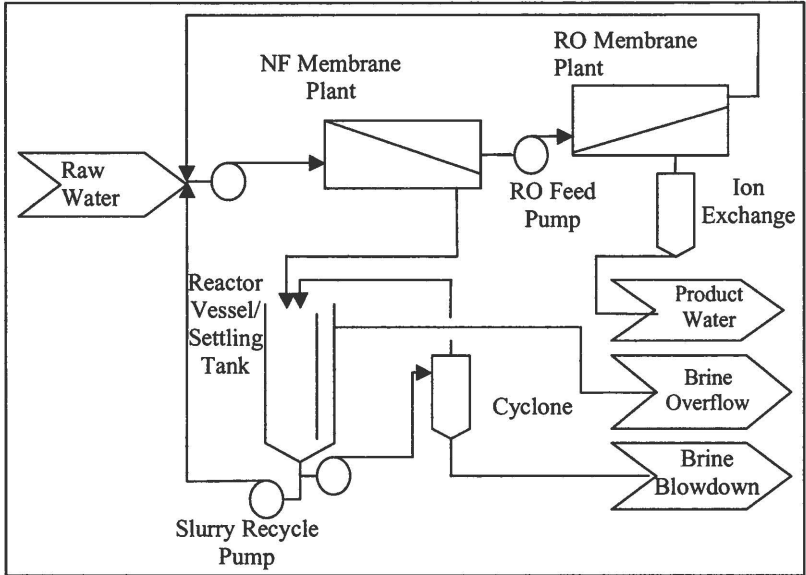 RO Membrane
Plant
NF Membrane
Plant
Raw
Water
RO Feed
Pump
Ion
Exchange
Reactor
Vessel/
Settling
Tank
Product
Water
Brine
Overflow
Cyclone
Brine
Blowdown
Slurry Recycle
Pump